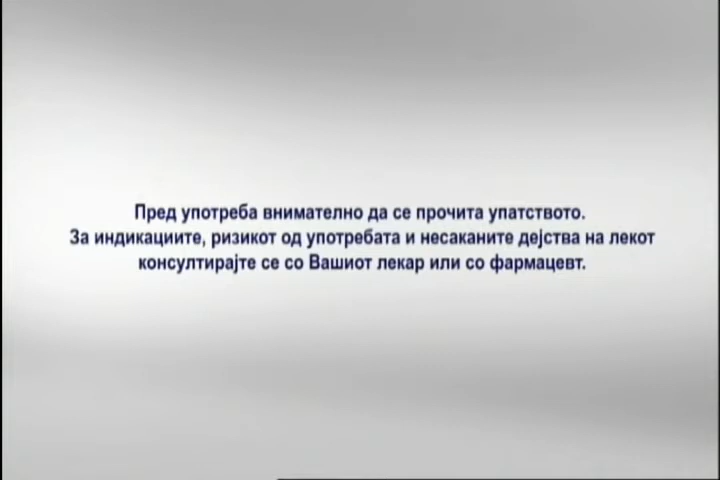 Пред употреба внимателно да се прочита упатството.
За индикациите, ризикот од употребата и несаканите дејства на лекот
консултирајте се со Вашиот лекар или со фармацевт.